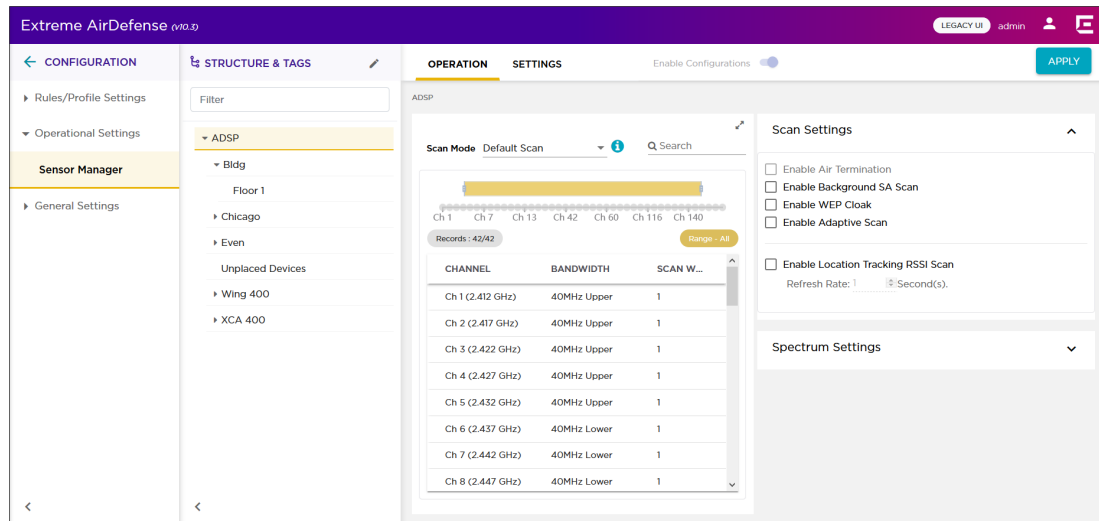 Extreme AirDefense (v10.3)
LEGACY UI admin
CONFIGURATION
Rules/Profile Settings
Operational Settings
Sensor Manager
General Settings
STRUCTURE & TAGS
Filter
ADSP
Bldg
Floor 1
Chicago
Even
Unplaced Devices
Wing 400
XCA 400
OPERATION SETTINGS Enable Configurations APPLY
ADSP
Scan Mode Default Scan Search
Ch 1 Ch 7 Ch 13 Ch 42 Ch 60 Ch 116 Ch 140
Records : 42/42 Range - All
CHANNEL BANDWIDTH SCAN W...
Ch 1 (2.412 GHz) 40MHz Upper 1
Ch 2 (2.417 GHz) 40MHz Upper 1
Ch 3 (2.422 GHz) 40MHz Upper 1
Ch 4 (2.427 GHz) 40MHz Upper 1
Ch 5 (2.432 GHz) 40MHz Upper 1
Ch 6 (2.437 GHz) 40MHz Lower 1
Ch 7 (2.442 GHz) 40MHz Lower 1
Ch 8 (2.447 GHz) 40MHz Lower 1
Scan Settings
Enable Air Termination
Enable Background SA Scan
Enable WEP Cloak
Enable Adaptive Scan
Enable Location Tracking RSSI Scan
Refresh Rate: 1 Second(s).
Spectrum Settings